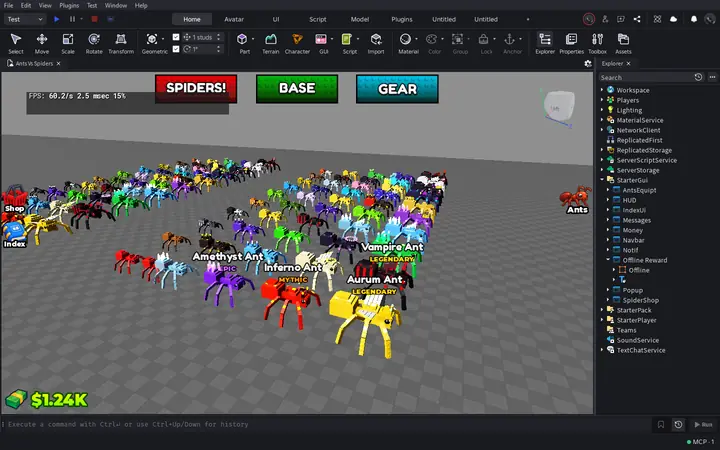 File Edit View Plugins Test Window Help
Test Home Avatar UI Script Model Plugins Untitled Untitled
Select Move Scale Rotate Transform Geometric 1 studs 1° Part Terrain Character GUI Script Import Material Color Group Lock Anchor Explorer Properties Toolbox Assets
Ants Vs Spiders
Explorer
Search
FPS: 60.2/s 2.5 msec 15%
SPIDERS!
BASE
GEAR
Shop
Index
Ants
Vampire Ant
LEGENDARY
Amethyst Ant
EPIC
Inferno Ant
MYTHIC
Aurum Ant
LEGENDARY
$1.24K
Workspace
Players
Lighting
MaterialService
NetworkClient
ReplicatedFirst
ReplicatedStorage
ServerScriptService
ServerStorage
StarterGui
AntsEquipt
HUD
IndexUi
Messages
Money
Navbar
Notif
Offline Reward
Offline
Popup
SpiderShop
StarterPack
StarterPlayer
Teams
SoundService
TextChatService
Execute a command with Ctrl+↵ or use Ctrl+Up/Down for history
Run
MCP · 1